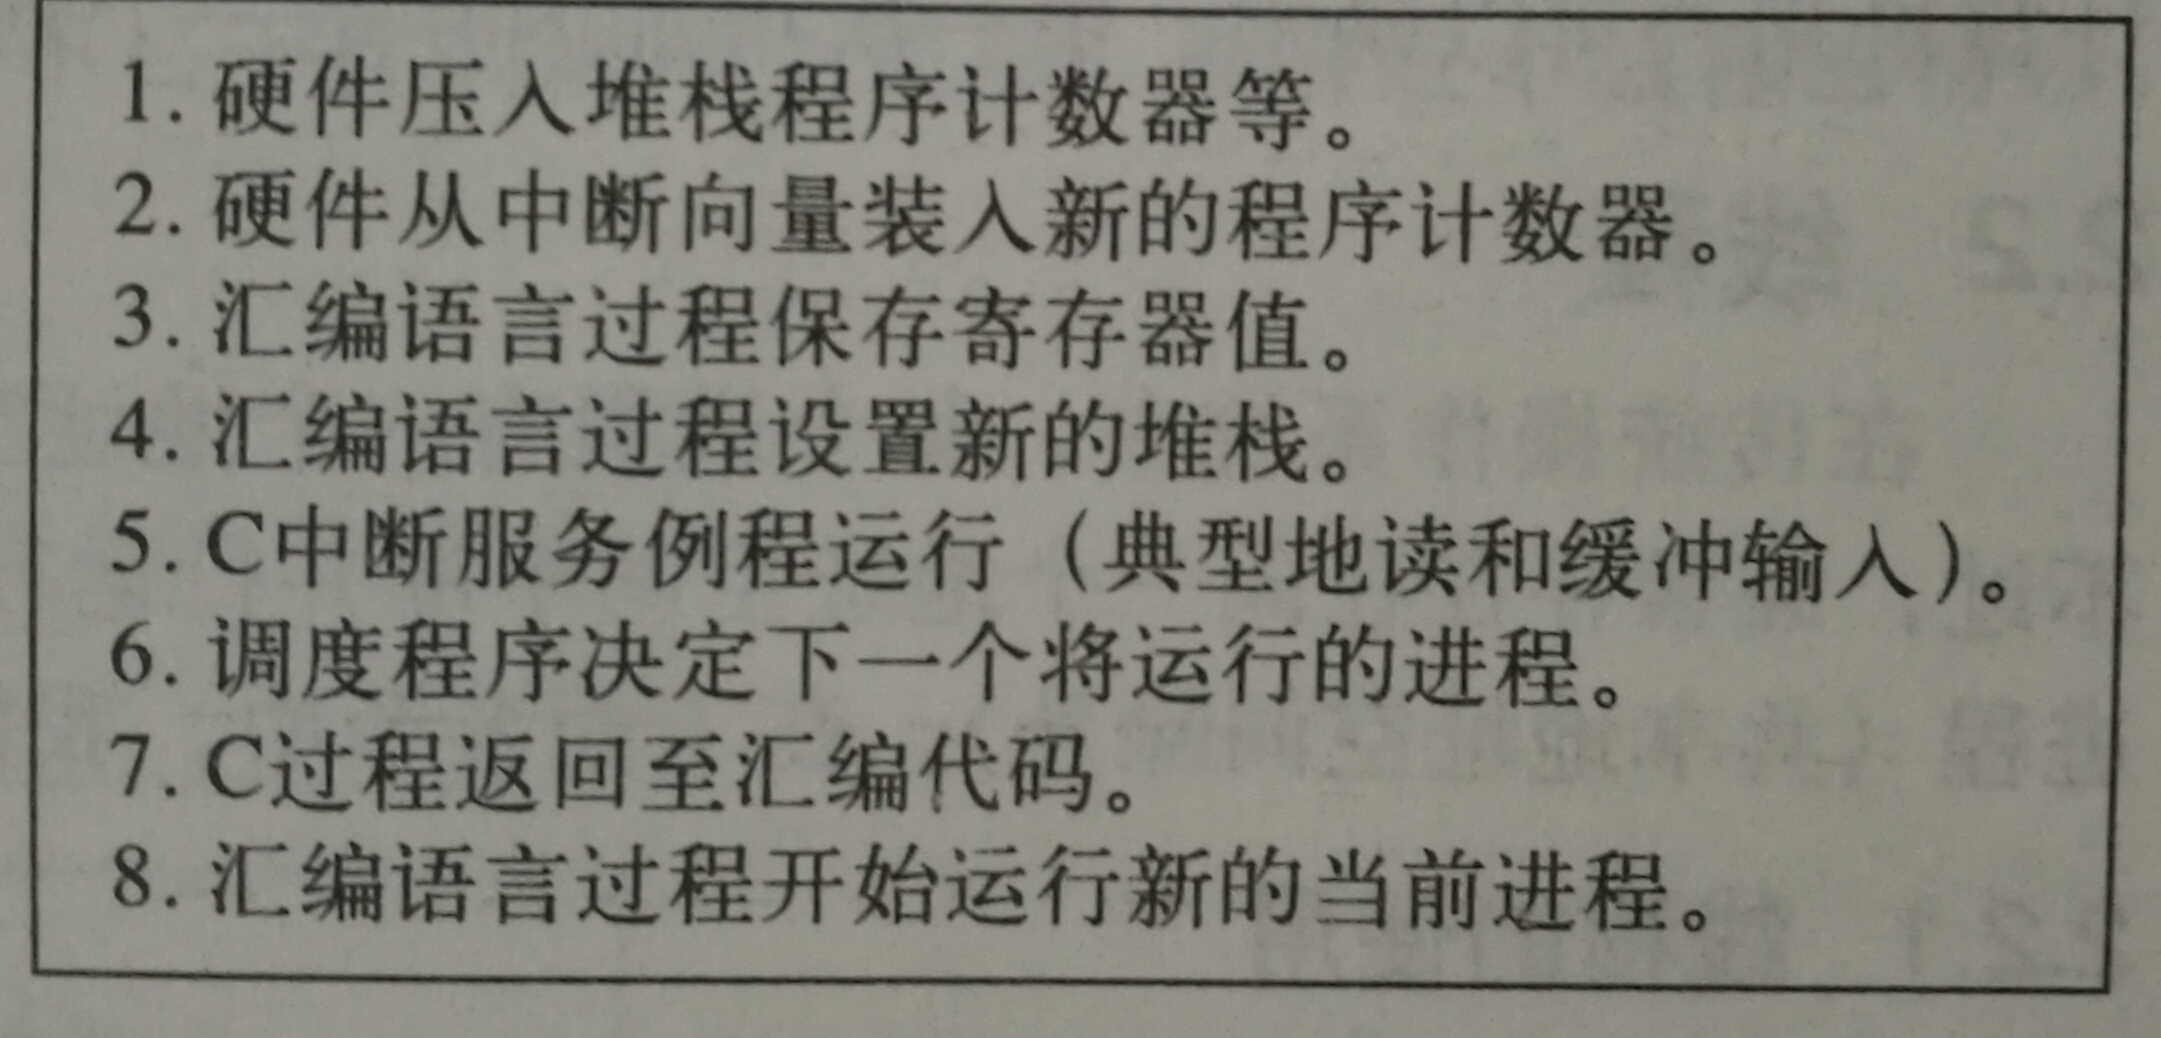 1. 硬件压入堆栈程序计数器等。
2. 硬件从中断向量装入新的程序计数器。
3. 汇编语言过程保存寄存器值。
4. 汇编语言过程设置新的堆栈。
5. C中断服务例程运行（典型地读和缓冲输入）。
6. 调度程序决定下一个将运行的进程。
7. C过程返回至汇编代码。
8. 汇编语言过程开始运行新的当前进程。